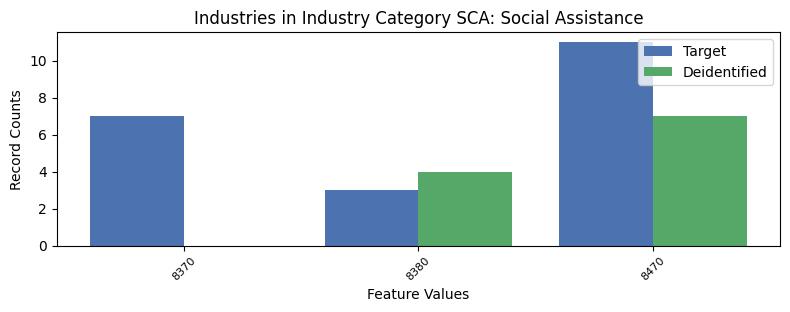 Industries in Industry Category SCA: Social Assistance
Target
Deidentified
Record Counts
10
8
6
4
2
0
8370
8380
8470
Feature Values